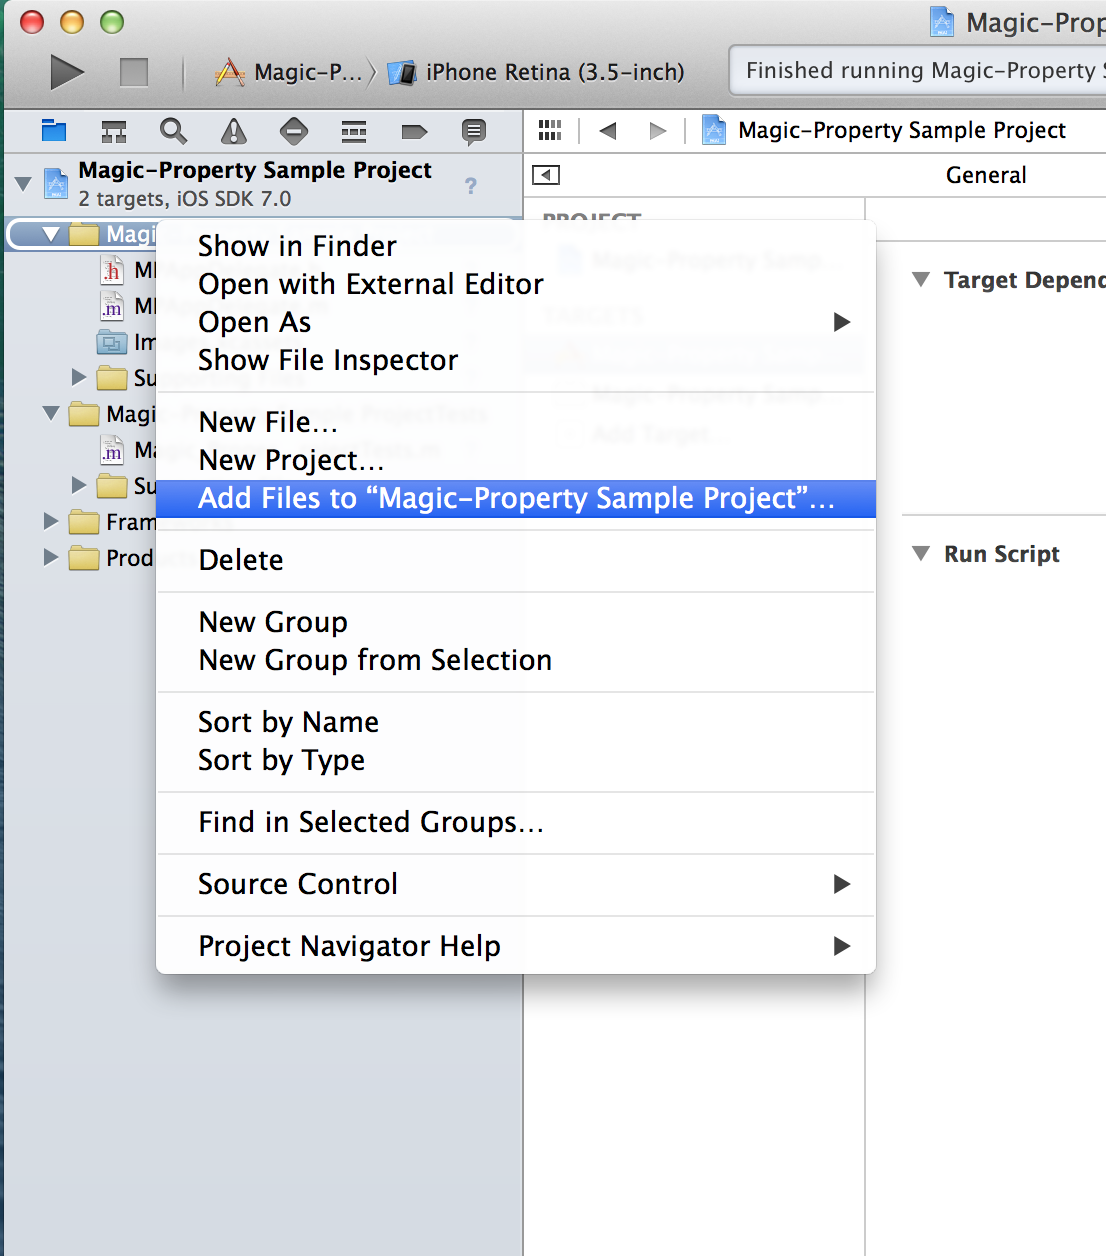 Magic-Prop
Magic-P...
iPhone Retina (3.5-inch)
Finished running Magic-Property S
Magic-Property Sample Project
Magic-Property Sample Project
2 targets, iOS SDK 7.0
?
General
PROJECT
Magi
Show in Finder
Open with External Editor
Open As
Show File Inspector
New File...
New Project...
Add Files to “Magic-Property Sample Project”...
Delete
New Group
New Group from Selection
Sort by Name
Sort by Type
Find in Selected Groups...
Source Control
Project Navigator Help
.h
.m
Su
Magi
.m
Ma
Su
Fram
Prod
Target Depend
Run Script